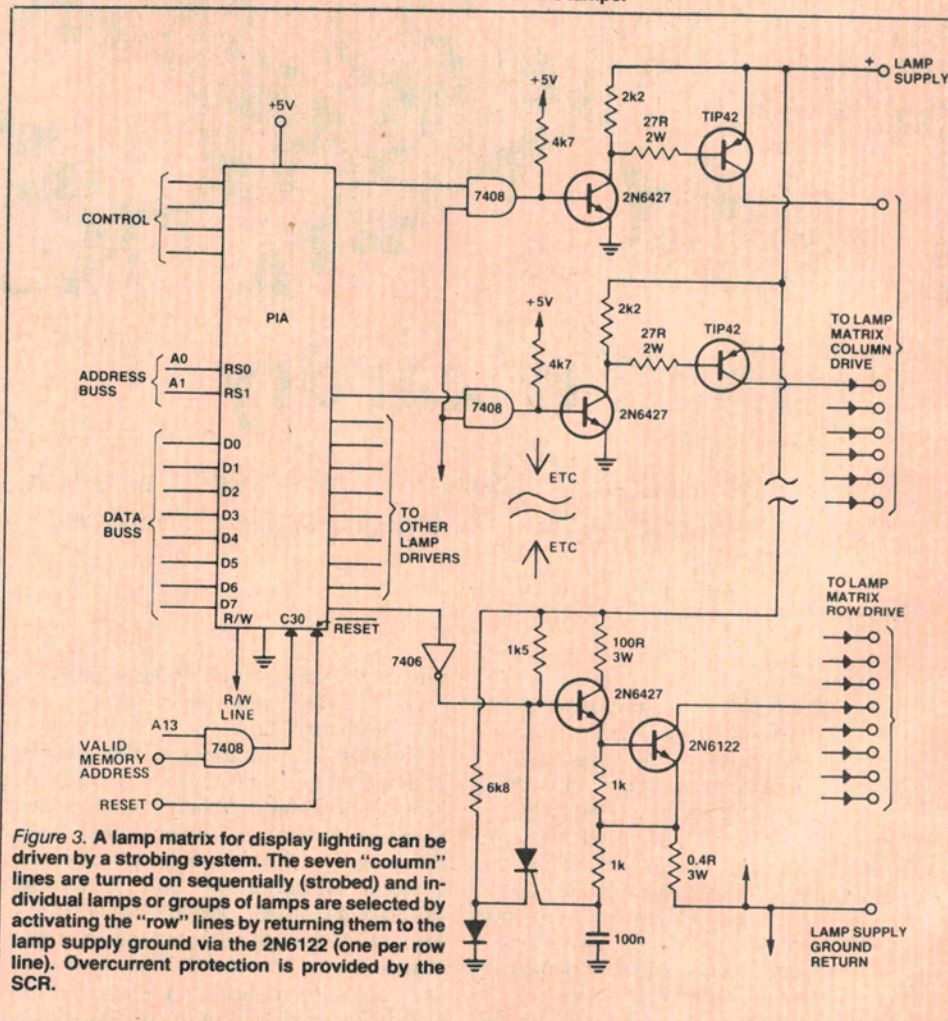 the lamps.
+ LAMP
SUPPLY
+5V
2k2
TIP42
+5V
27R
2W
4k7
7408
2N6427
CONTROL
PIA
+5V
2k2
27R
2W
TIP42
4k7
7408
2N6427
TO LAMP
MATRIX
COLUMN
DRIVE
ADDRESS
BUSS
A0
RS0
A1
RS1
DATA
BUSS
D0
D1
D2
D3
D4
D5
D6
D7
R/W
C30
RESET
TO
OTHER
LAMP
DRIVERS
ETC
ETC
TO LAMP
MATRIX
ROW DRIVE
7406
1k5
100R
3W
2N6427
2N6122
R/W
LINE
A13
VALID
MEMORY
ADDRESS
7408
RESET
6k8
1k
1k
0.4R
3W
100n
LAMP SUPPLY
GROUND
RETURN
Figure 3. A lamp matrix for display lighting can be
driven by a strobing system. The seven "column"
lines are turned on sequentially (strobed) and in-
dividual lamps or groups of lamps are selected by
activating the "row" lines by returning them to the
lamp supply ground via the 2N6122 (one per row
line). Overcurrent protection is provided by the
SCR.